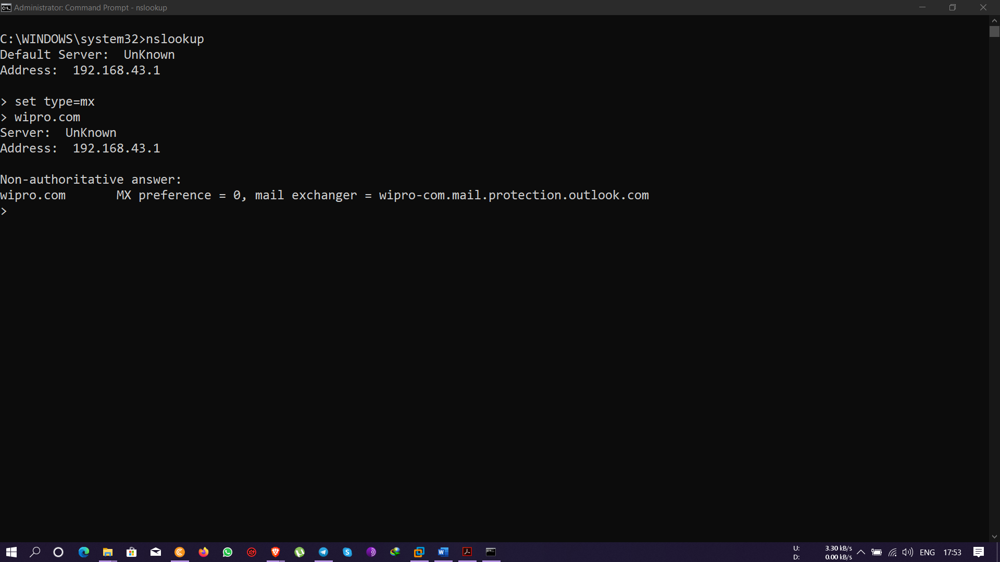 Administrator: Command Prompt - nslookup
C:\WINDOWS\system32>nslookup
Default Server:  UnKnown
Address:  192.168.43.1
> set type=mx
> wipro.com
Server:  UnKnown
Address:  192.168.43.1
Non-authoritative answer:
wipro.com       MX preference = 0, mail exchanger = wipro-com.mail.protection.outlook.com
>
U: 3.30 kB/s
D: 0.00 kB/s
ENG
17:53